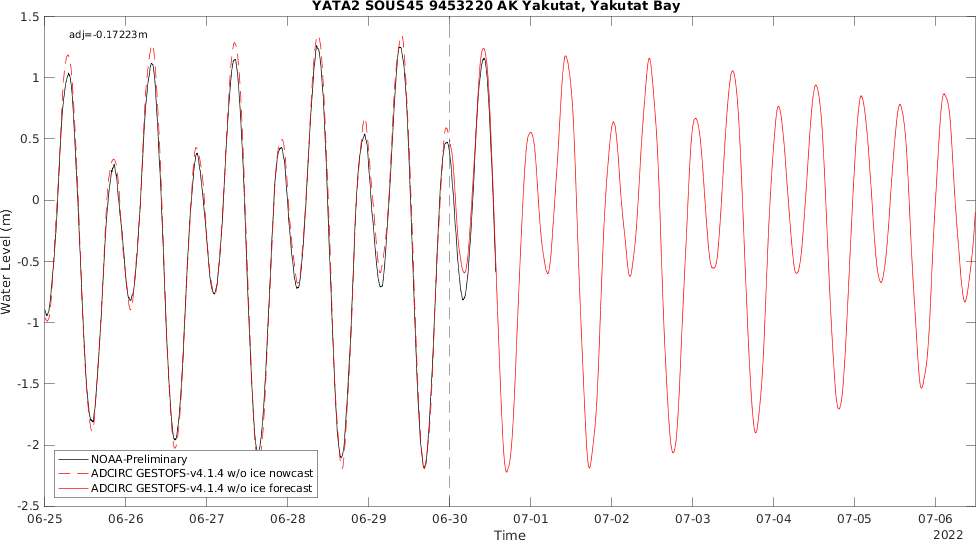 YATA2 SOUS45 9453220 AK Yakutat, Yakutat Bay
adj=-0.17223m
1.5
1
0.5
0
-0.5
-1
-1.5
-2
-2.5
Water Level (m)
NOAA-Preliminary
ADCIRC GESTOFS-v4.1.4 w/o ice nowcast
ADCIRC GESTOFS-v4.1.4 w/o ice forecast
06-25 06-26 06-27 06-28 06-29 06-30 07-01 07-02 07-03 07-04 07-05 07-06
Time
2022